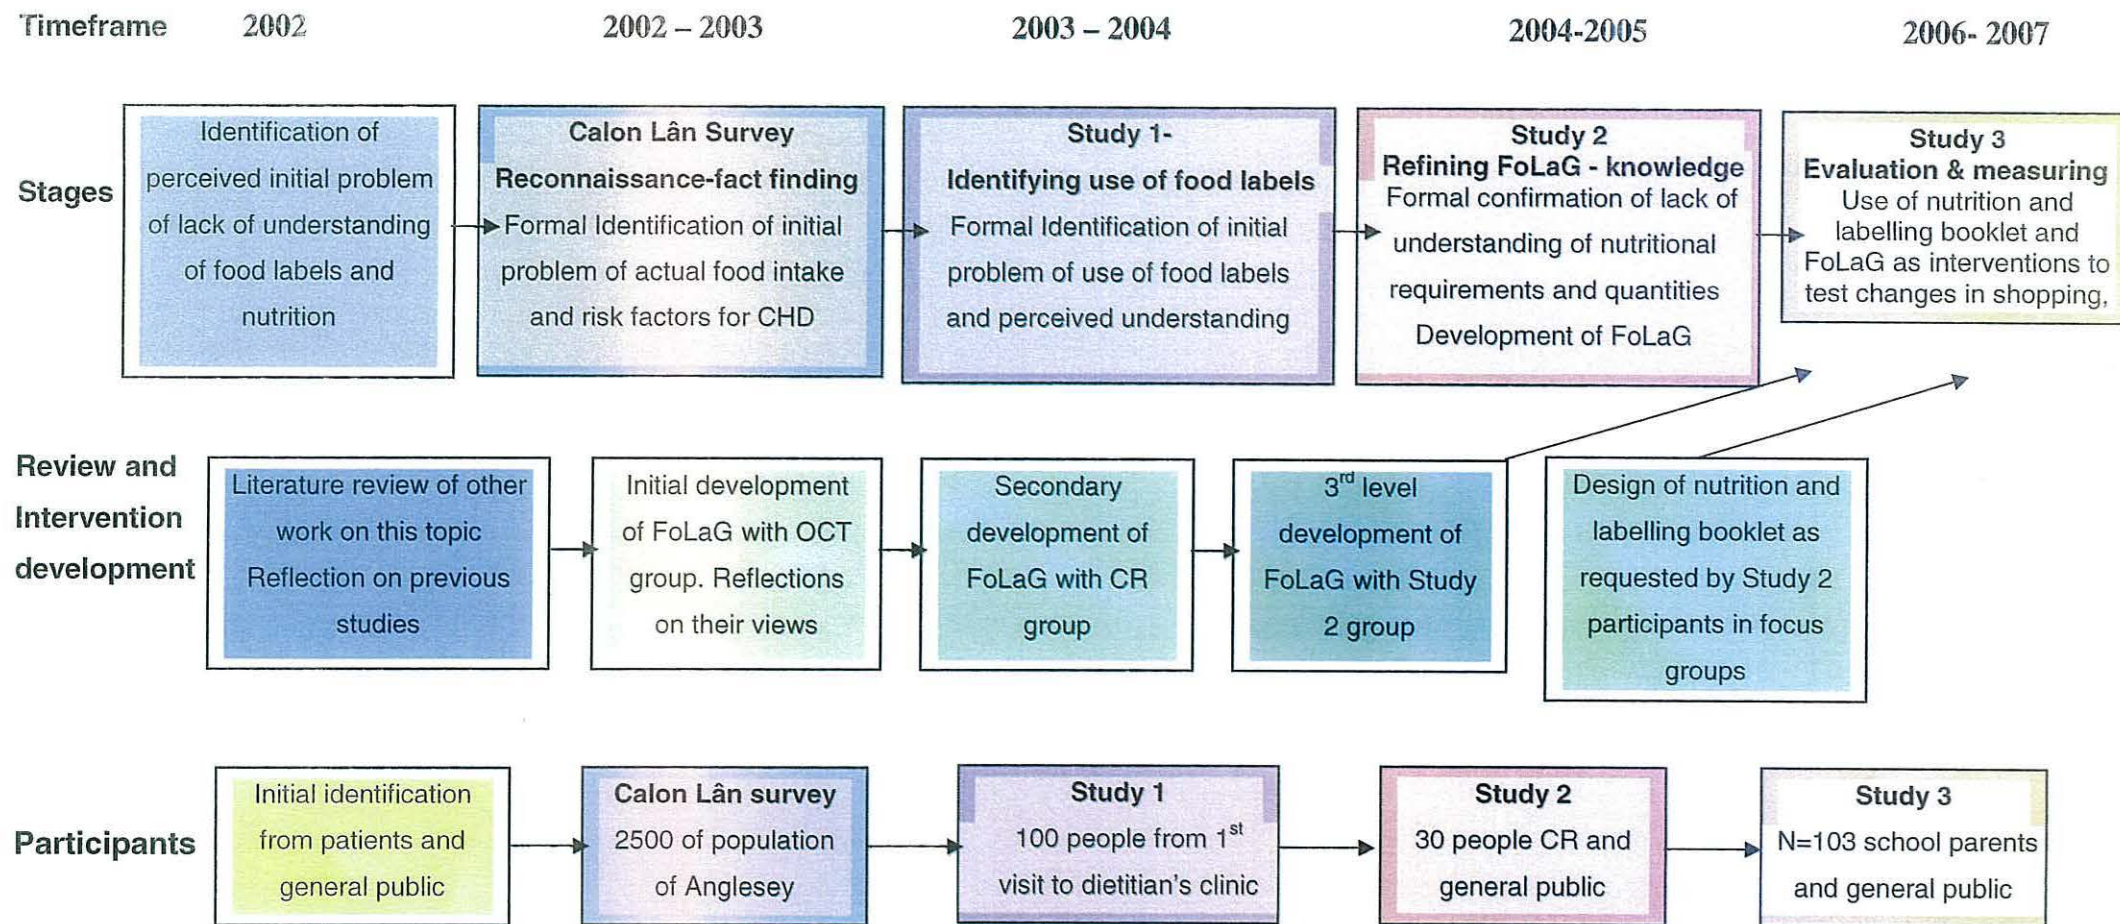 Timeframe 2002 2002 – 2003 2003 – 2004 2004-2005 2006- 2007
Stages
Identification of
perceived initial problem
of lack of understanding
of food labels and
nutrition
Calon Lân Survey
Reconnaissance-fact finding
Formal Identification of initial
problem of actual food intake
and risk factors for CHD
Study 1-
Identifying use of food labels
Formal Identification of initial
problem of use of food labels
and perceived understanding
Study 2
Refining FoLaG - knowledge
Formal confirmation of lack of
understanding of nutritional
requirements and quantities
Development of FoLaG
Study 3
Evaluation & measuring
Use of nutrition and
labelling booklet and
FoLaG as interventions to
test changes in shopping,
Review and
Intervention
development
Literature review of other
work on this topic
Reflection on previous
studies
Initial development
of FoLaG with OCT
group. Reflections
on their views
Secondary
development of
FoLaG with CR
group
3rd level
development of
FoLaG with Study
2 group
Design of nutrition and
labelling booklet as
requested by Study 2
participants in focus
groups
Participants
Initial identification
from patients and
general public
Calon Lân survey
2500 of population
of Anglesey
Study 1
100 people from 1st
visit to dietitian's clinic
Study 2
30 people CR and
general public
Study 3
N=103 school parents
and general public